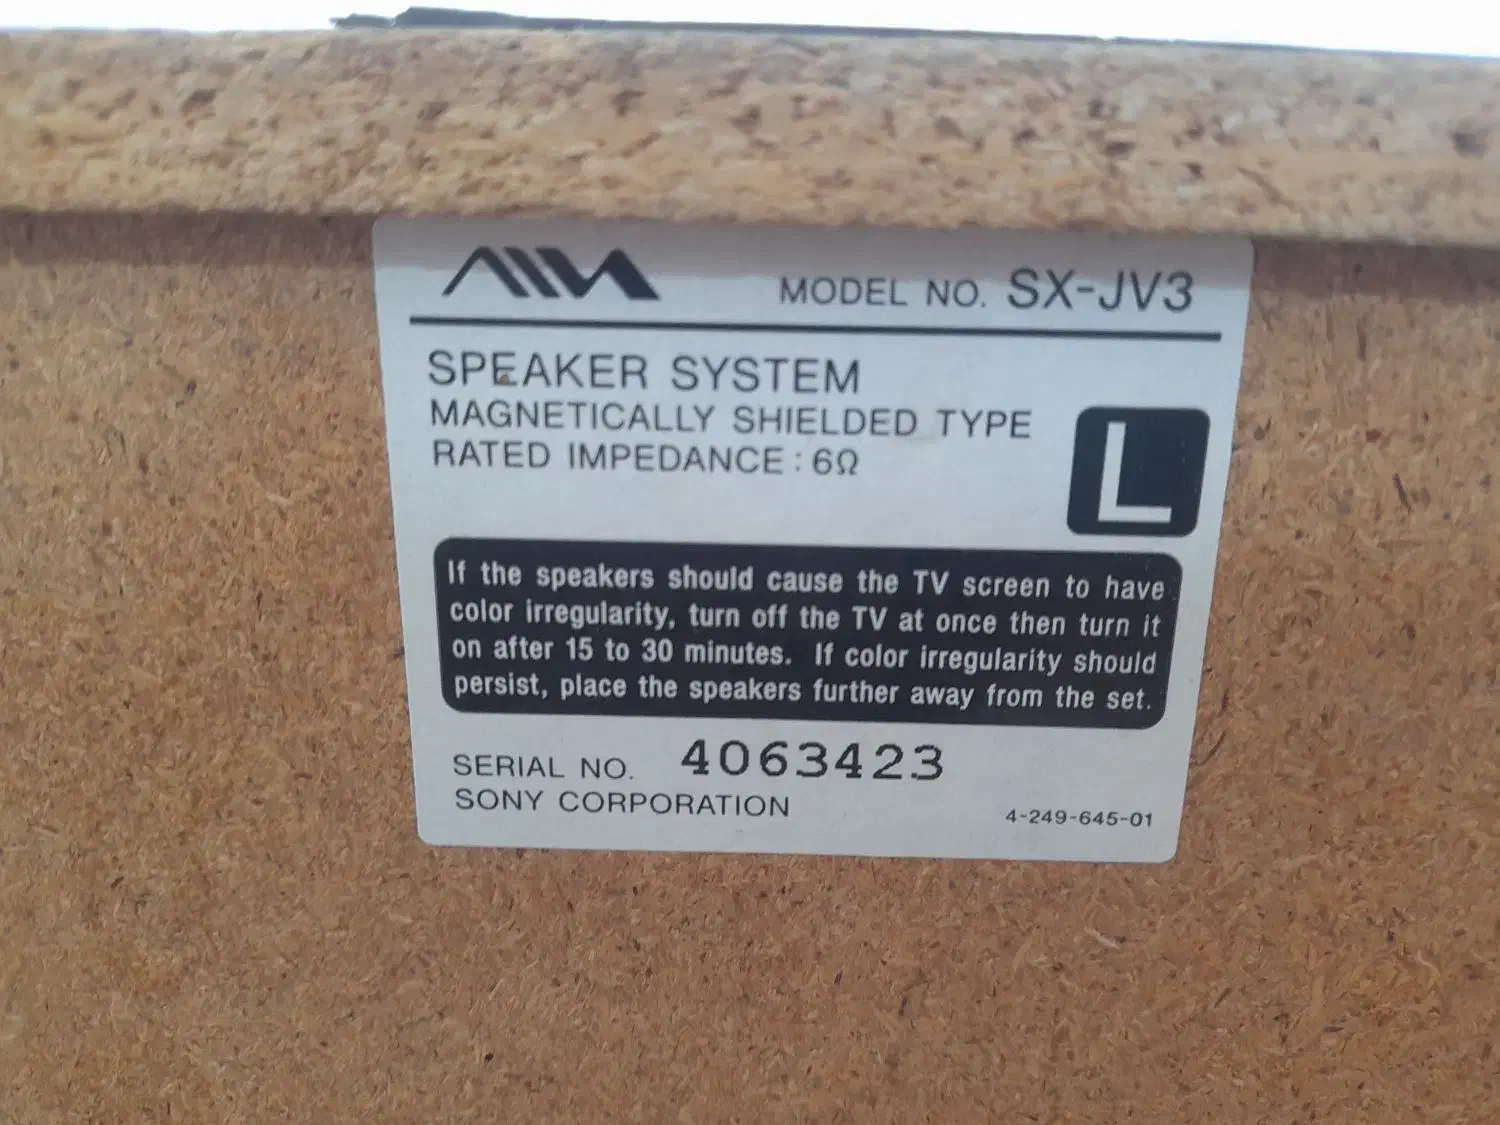 AIWA MODEL NO. SX-JV3
SPEAKER SYSTEM
MAGNETICALLY SHIELDED TYPE
RATED IMPEDANCE : 6Ω
L
If the speakers should cause the TV screen to have
color irregularity, turn off the TV at once then turn it
on after 15 to 30 minutes. If color irregularity should
persist, place the speakers further away from the set.
SERIAL NO. 4063423
SONY CORPORATION
4-249-645-01